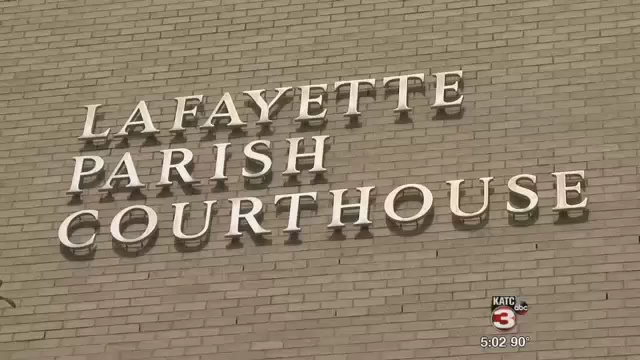 LAFAYETTE
PARISH
COURTHOUSE
KATC
3
abc
5:02 90°